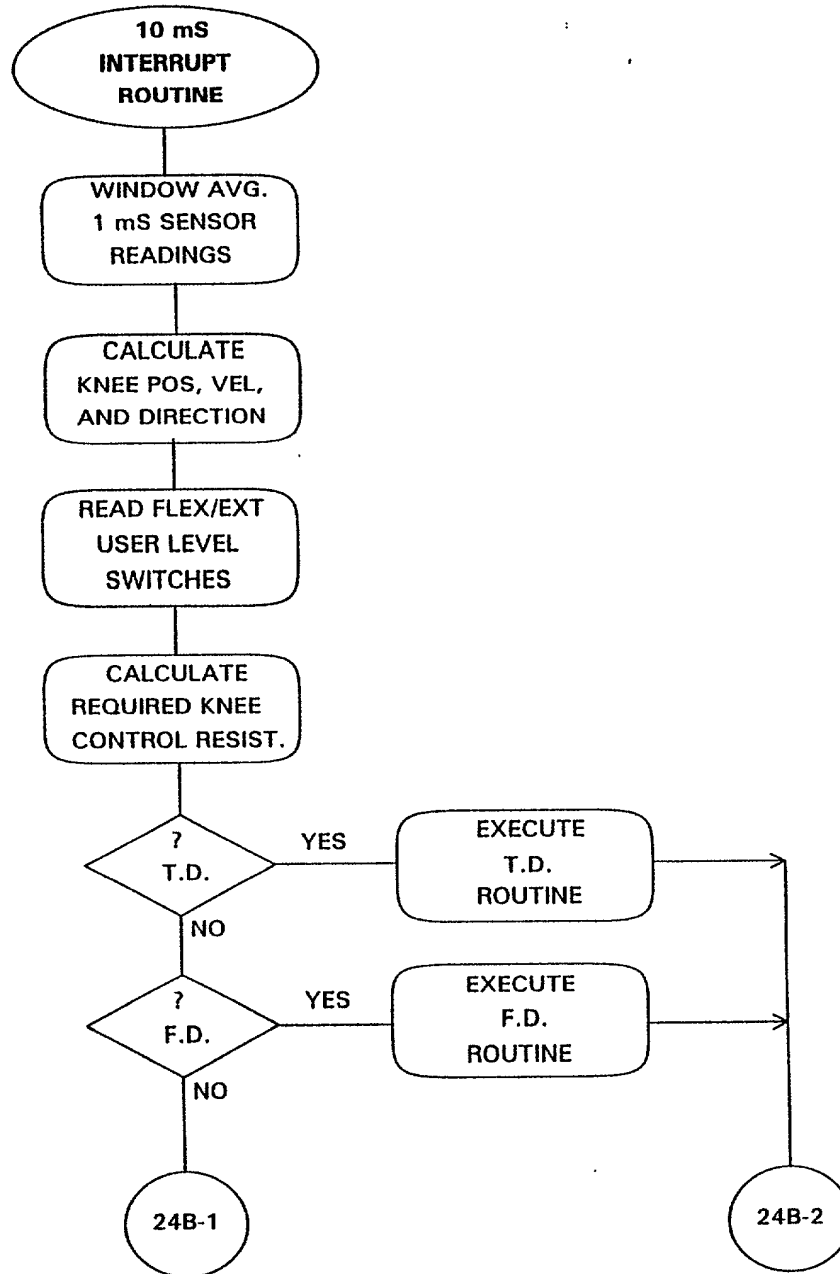 10 mS
INTERRUPT
ROUTINE
WINDOW AVG.
1 mS SENSOR
READINGS
CALCULATE
KNEE POS, VEL,
AND DIRECTION
READ FLEX/EXT
USER LEVEL
SWITCHES
CALCULATE
REQUIRED KNEE
CONTROL RESIST.
?
T.D.
YES
EXECUTE
T.D.
ROUTINE
NO
?
F.D.
YES
EXECUTE
F.D.
ROUTINE
NO
24B-1
24B-2